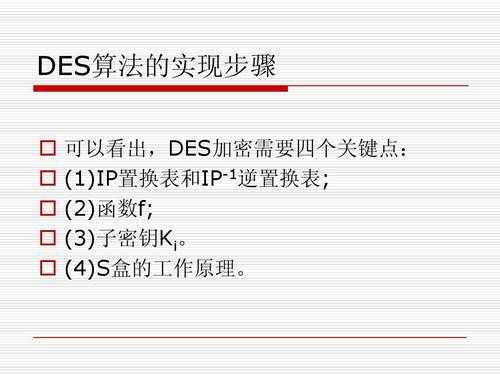 DES算法的实现步骤
可以看出，DES加密需要四个关键点：
(1)IP置换表和IP-1逆置换表;
(2)函数f;
(3)子密钥Ki。
(4)S盒的工作原理。